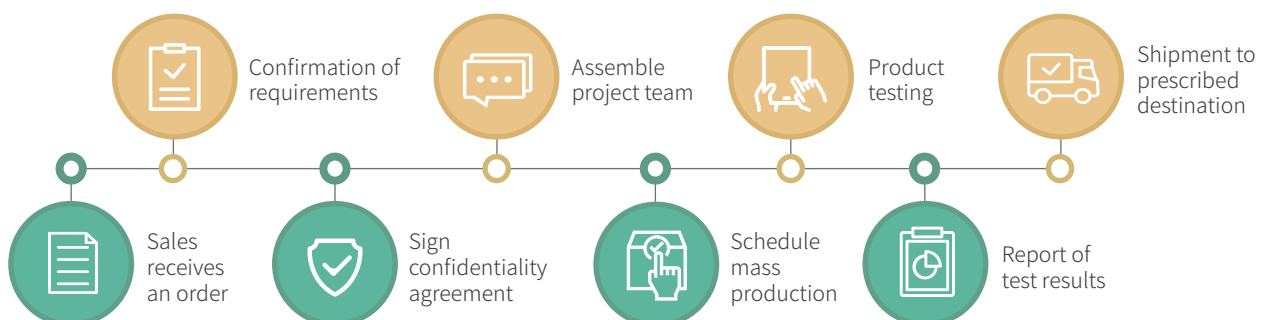 Sales
receives
an order
Confirmation of
requirements
Sign
confidentiality
agreement
Assemble
project team
Schedule
mass
production
Product
testing
Report of
test results
Shipment to
prescribed
destination